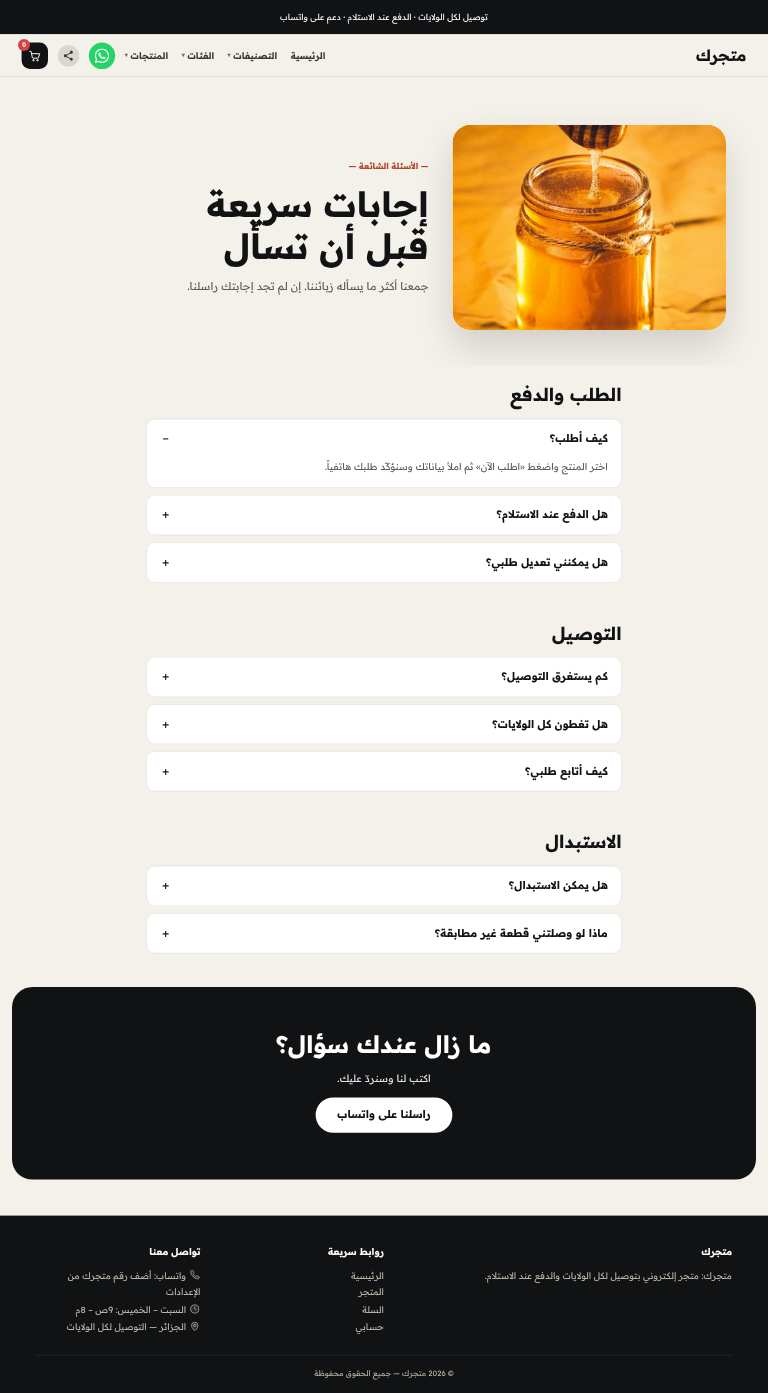 توصيل لكل الولايات · الدفع عند الاستلام · دعم على واتساب
متجرك
الرئيسية
التصنيفات
الفئات
المنتجات
0
— الأسئلة الشائعة —
إجابات سريعة
قبل أن تسأل
جمعنا أكثر ما يسأله زبائننا. إن لم تجد إجابتك راسلنا.
الطلب والدفع
كيف أطلب؟
–
اختر المنتج واضغط «اطلب الآن» ثم املأ بياناتك وسنؤكّد طلبك هاتفياً.
هل الدفع عند الاستلام؟
+
هل يمكنني تعديل طلبي؟
+
التوصيل
كم يستغرق التوصيل؟
+
هل تغطون كل الولايات؟
+
كيف أتابع طلبي؟
+
الاستبدال
هل يمكن الاستبدال؟
+
ماذا لو وصلتني قطعة غير مطابقة؟
+
ما زال عندك سؤال؟
اكتب لنا وسنردّ عليك.
راسلنا على واتساب
متجرك
متجرك: متجر إلكتروني بتوصيل لكل الولايات والدفع عند الاستلام.
روابط سريعة
الرئيسية
المتجر
السلة
حسابي
تواصل معنا
واتساب: أضف رقم متجرك من
الإعدادات
السبت – الخميس: 9ص – 8م
الجزائر — التوصيل لكل الولايات
© 2026 متجرك — جميع الحقوق محفوظة